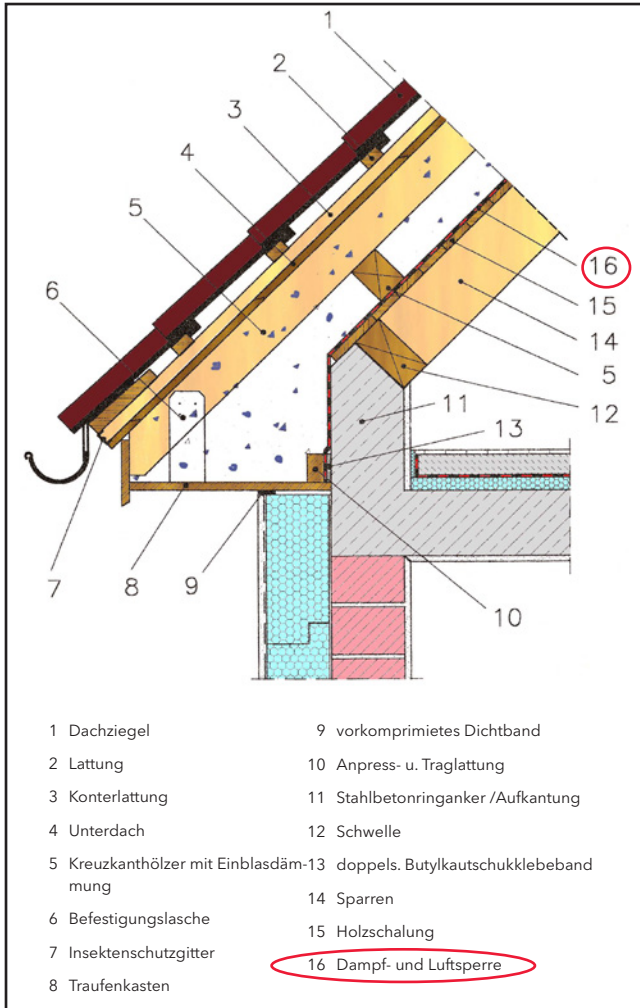 1
2
3
4
5
6
16
15
14
5
12
11
13
7
8
9
10
1 Dachziegel
2 Lattung
3 Konterlattung
4 Unterdach
5 Kreuzkanthölzer mit Einblasdäm-
mung
6 Befestigungslasche
7 Insektenschutzgitter
8 Traufenkasten
9 vorkomprimietes Dichtband
10 Anpress- u. Traglattung
11 Stahlbetonringanker /Aufkantung
12 Schwelle
13 doppels. Butylkautschukklebeband
14 Sparren
15 Holzschalung
16 Dampf- und Luftsperre